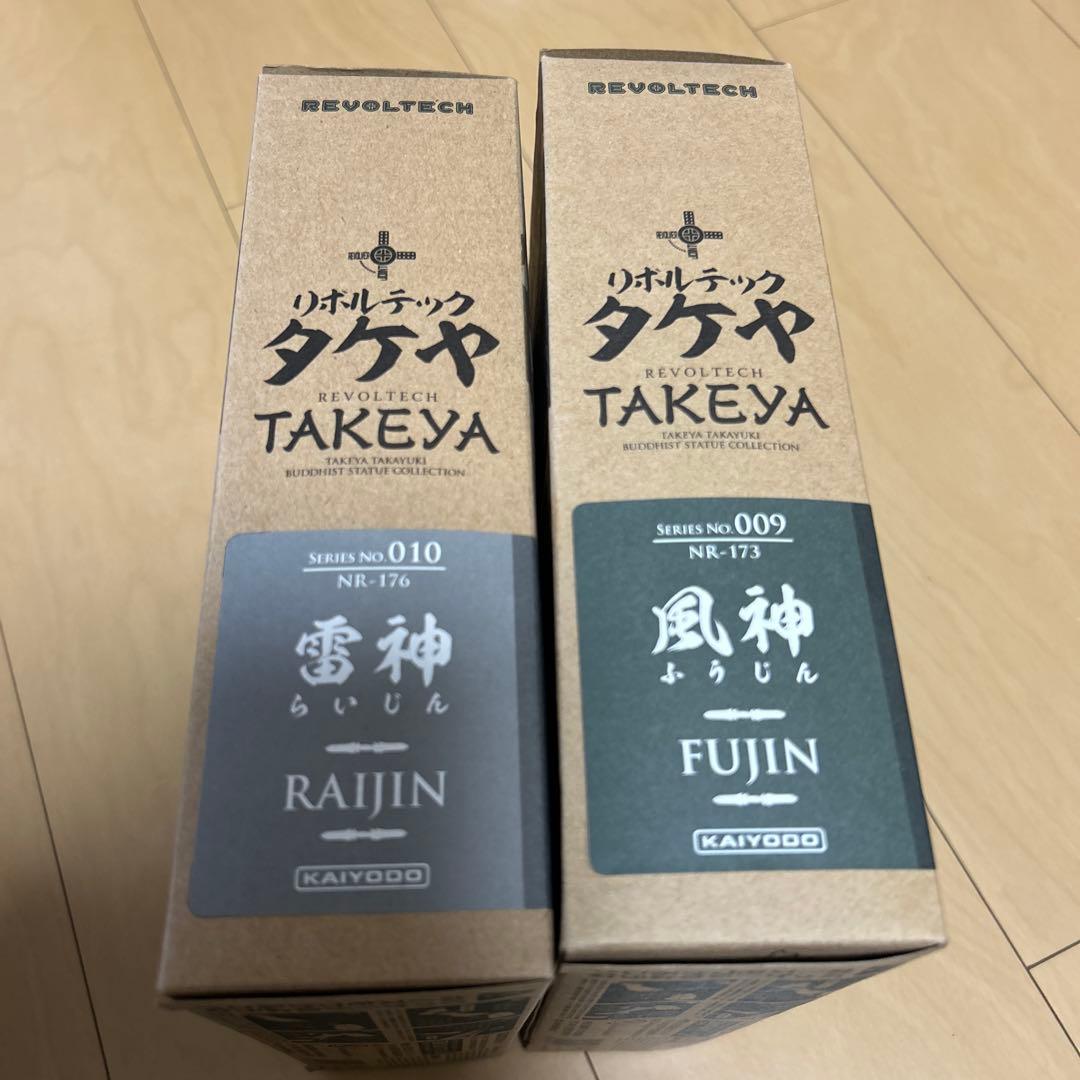 REVOLTECH
REVOLTECH
リボルテック
タケヤ
REVOLTECH
TAKEYA
TAKEYA TAKAYUKI
BUDDHIST STATUE COLLECTION
SERIES NO.010
NR-176
雷神
らいじん
RAIJIN
KAIYODO
REVOLTECH
リボルテック
タケヤ
REVOLTECH
TAKEYA
TAKEYA TAKAYUKI
BUDDHIST STATUE COLLECTION
SERIES NO.009
NR-173
風神
ふうじん
FUJIN
KAIYODO